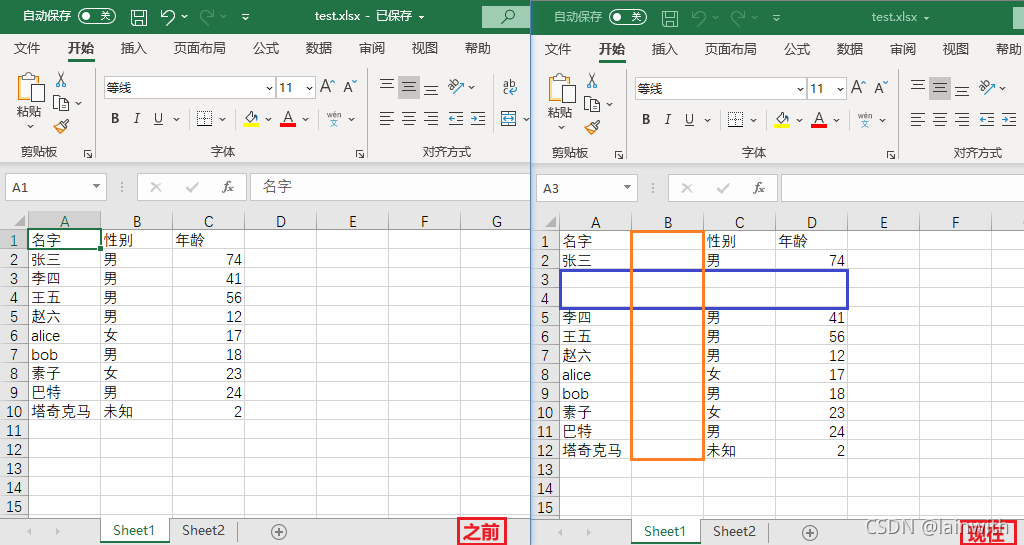 自动保存 关 test.xlsx - 已保存
文件 开始 插入 页面布局 公式 数据 审阅 视图 帮助
等线 11 A A ab
粘贴 B I U A wén 文
剪贴板 字体 对齐方式
A1 fx 名字
A B C D E F G
1 名字 性别 年龄
2 张三 男 74
3 李四 男 41
4 王五 男 56
5 赵六 男 12
6 alice 女 17
7 bob 男 18
8 素子 女 23
9 巴特 男 24
10 塔奇克马 未知 2
11
12
13
14
15
Sheet1 Sheet2 之前
自动保存 关 test.xlsx
文件 开始 插入 页面布局 公式 数据 审阅 视图 帮助
等线 11 A A
粘贴 B I U A wén 文
剪贴板 字体 对齐方式
A3 fx
A B C D E F
1 名字 性别 年龄
2 张三 男 74
3
4
5 李四 男 41
6 王五 男 56
7 赵六 男 12
8 alice 女 17
9 bob 男 18
10 素子 女 23
11 巴特 男 24
12 塔奇克马 未知 2
13
14
15
Sheet1 Sheet2 现在
CSDN @lainwith